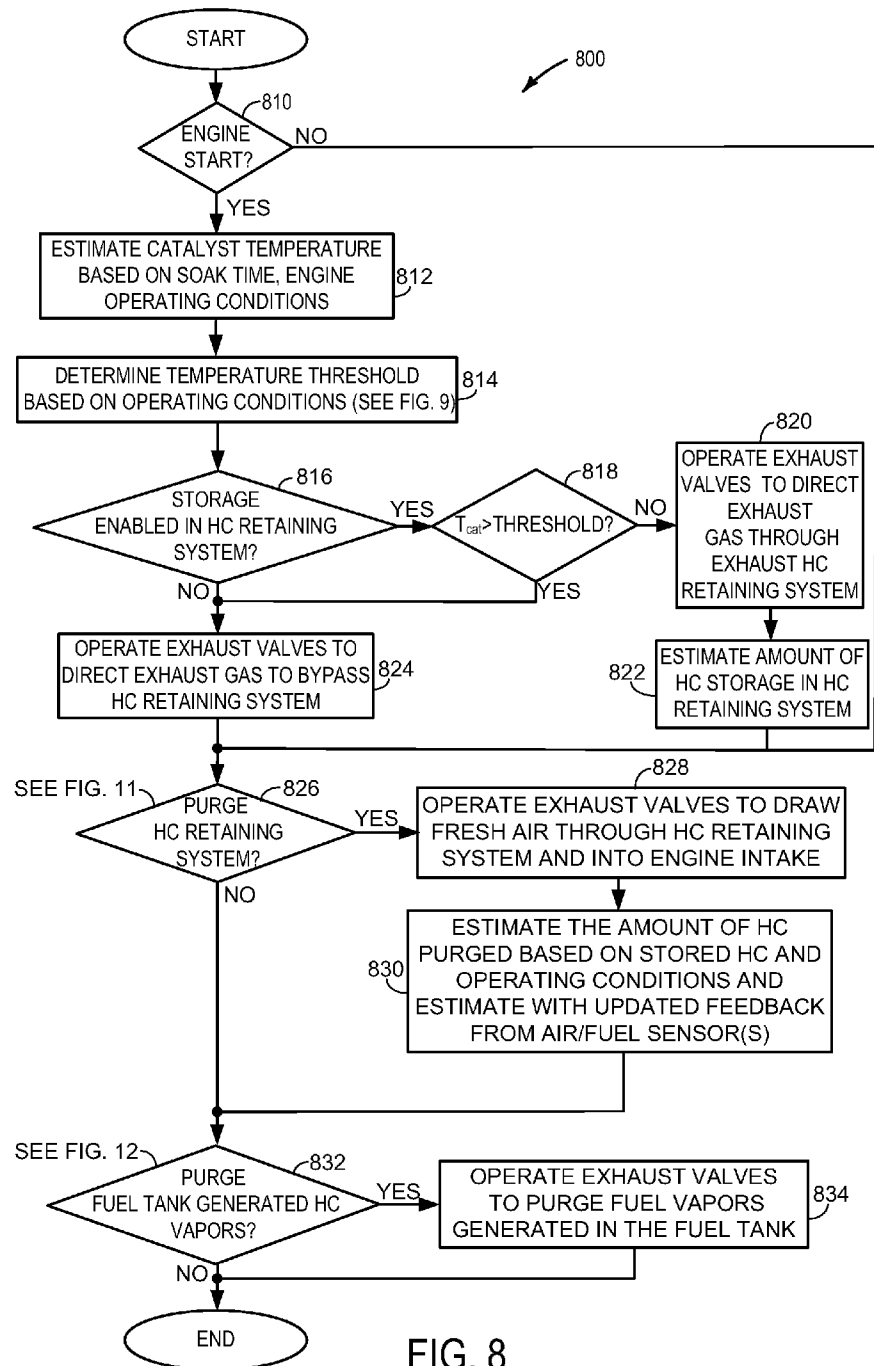 START
800
810
ENGINE
START?
NO
YES
ESTIMATE CATALYST TEMPERATURE
BASED ON SOAK TIME, ENGINE
OPERATING CONDITIONS
812
DETERMINE TEMPERATURE THRESHOLD
BASED ON OPERATING CONDITIONS (SEE FIG. 9)
814
816
STORAGE
ENABLED IN HC RETAINING
SYSTEM?
YES
NO
818
Tcat>THRESHOLD?
NO
YES
820
OPERATE EXHAUST
VALVES TO DIRECT
EXHAUST
GAS THROUGH
EXHAUST HC
RETAINING SYSTEM
822
ESTIMATE AMOUNT OF
HC STORAGE IN HC
RETAINING SYSTEM
OPERATE EXHAUST VALVES TO
DIRECT EXHAUST GAS TO BYPASS
HC RETAINING SYSTEM
824
SEE FIG. 11
826
PURGE
HC RETAINING
SYSTEM?
YES
NO
828
OPERATE EXHAUST VALVES TO DRAW
FRESH AIR THROUGH HC RETAINING
SYSTEM AND INTO ENGINE INTAKE
830
ESTIMATE THE AMOUNT OF HC
PURGED BASED ON STORED HC AND
OPERATING CONDITIONS AND
ESTIMATE WITH UPDATED FEEDBACK
FROM AIR/FUEL SENSOR(S)
SEE FIG. 12
832
PURGE
FUEL TANK GENERATED HC
VAPORS?
YES
NO
OPERATE EXHAUST VALVES
TO PURGE FUEL VAPORS
GENERATED IN THE FUEL TANK
834
END
FIG. 8